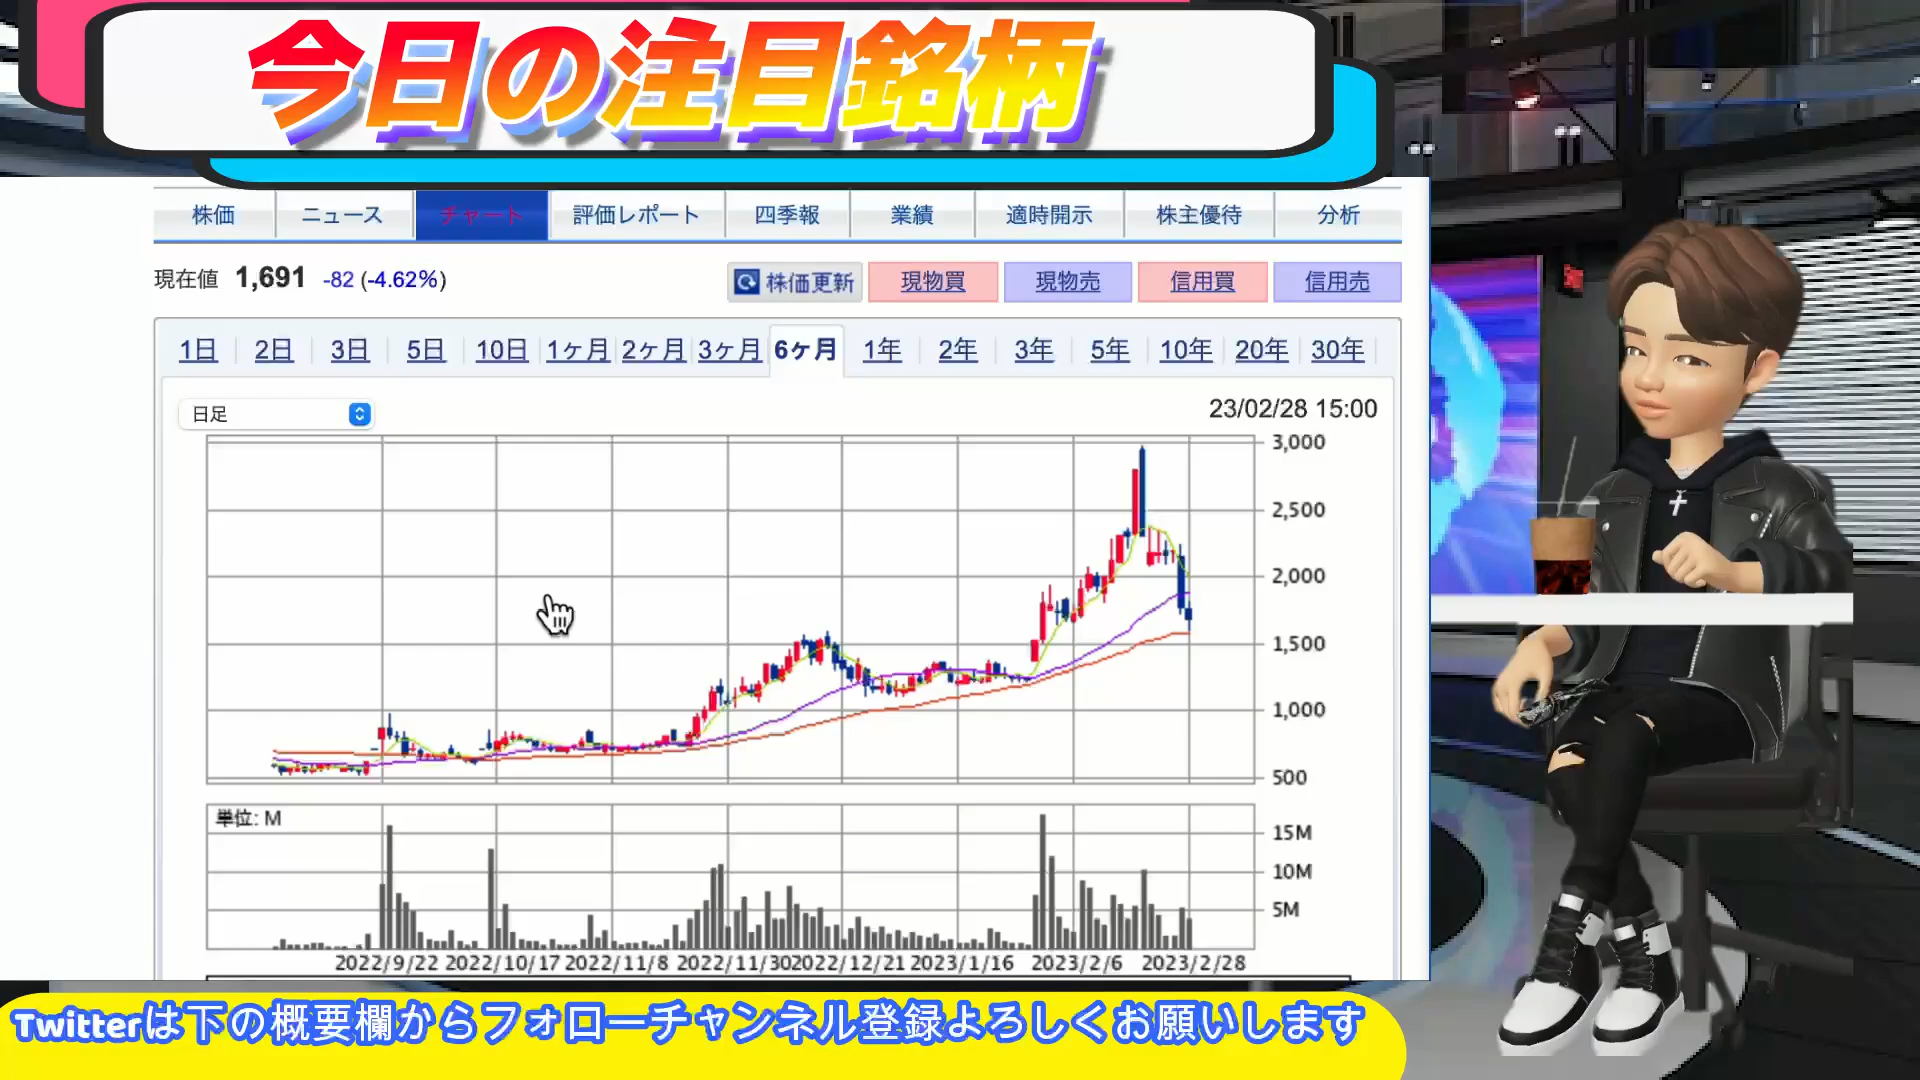 今日の注目銘柄
株価 ニュース チャート 評価レポート 四季報 業績 適時開示 株主優待 分析
現在値 1,691 -82 (-4.62%) 株価更新 現物買 現物売 信用買 信用売
1日 2日 3日 5日 10日 1ヶ月 2ヶ月 3ヶ月 6ヶ月 1年 2年 3年 5年 10年 20年 30年
日足 23/02/28 15:00
3,000
2,500
2,000
1,500
1,000
500
単位: M
15M
10M
5M
2022/9/22 2022/10/17 2022/11/8 2022/11/30 2022/12/21 2023/1/16 2023/2/6 2023/2/28
Twitterは下の概要欄からフォローチャンネル登録よろしくお願いします